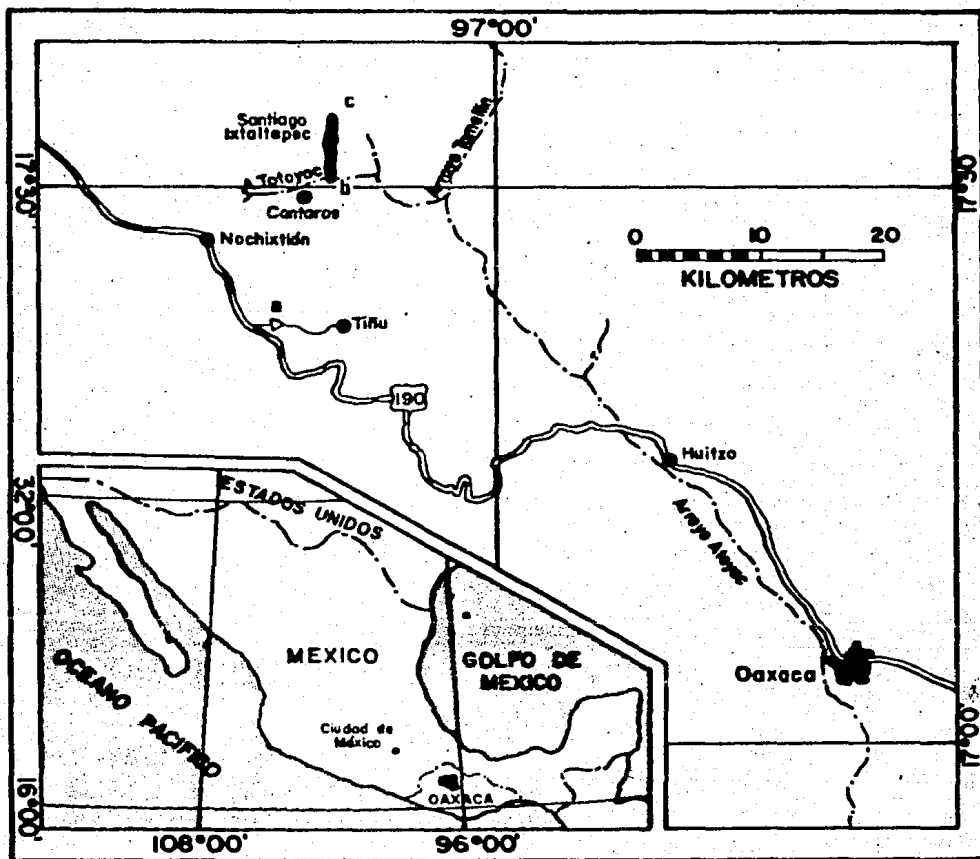 97°00'
c
Santiago
Ixtaltepec
A. Totoyac
b
Cantaros
17°30'
17°30'
Nochixtlán
0 10 20
KILOMETROS
a
Tiñu
190
Huitzo
Arroyo Atoyac
Oaxaca
17°00'
32°00'
ESTADOS UNIDOS
MEXICO
GOLFO DE
MEXICO
OCEANO PACIFICO
Ciudad de
México
OAXACA
16°00'
108°00'
96°00'